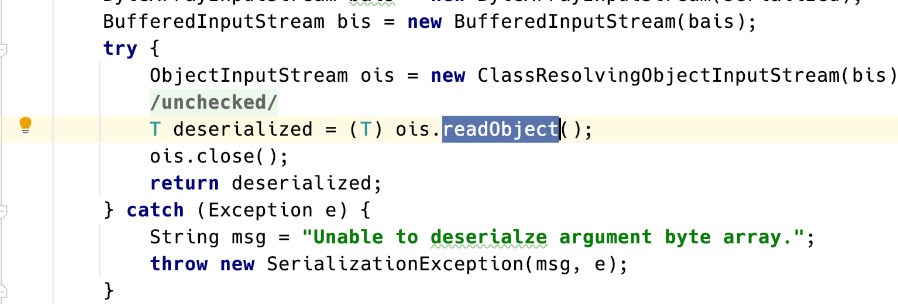 BufferedInputStream bis = new BufferedInputStream(bais);
try {
ObjectInputStream ois = new ClassResolvingObjectInputStream(bis)
/unchecked/
T deserialized = (T) ois.readObject();
ois.close();
return deserialized;
} catch (Exception e) {
String msg = "Unable to deserialze argument byte array.";
throw new SerializationException(msg, e);
}